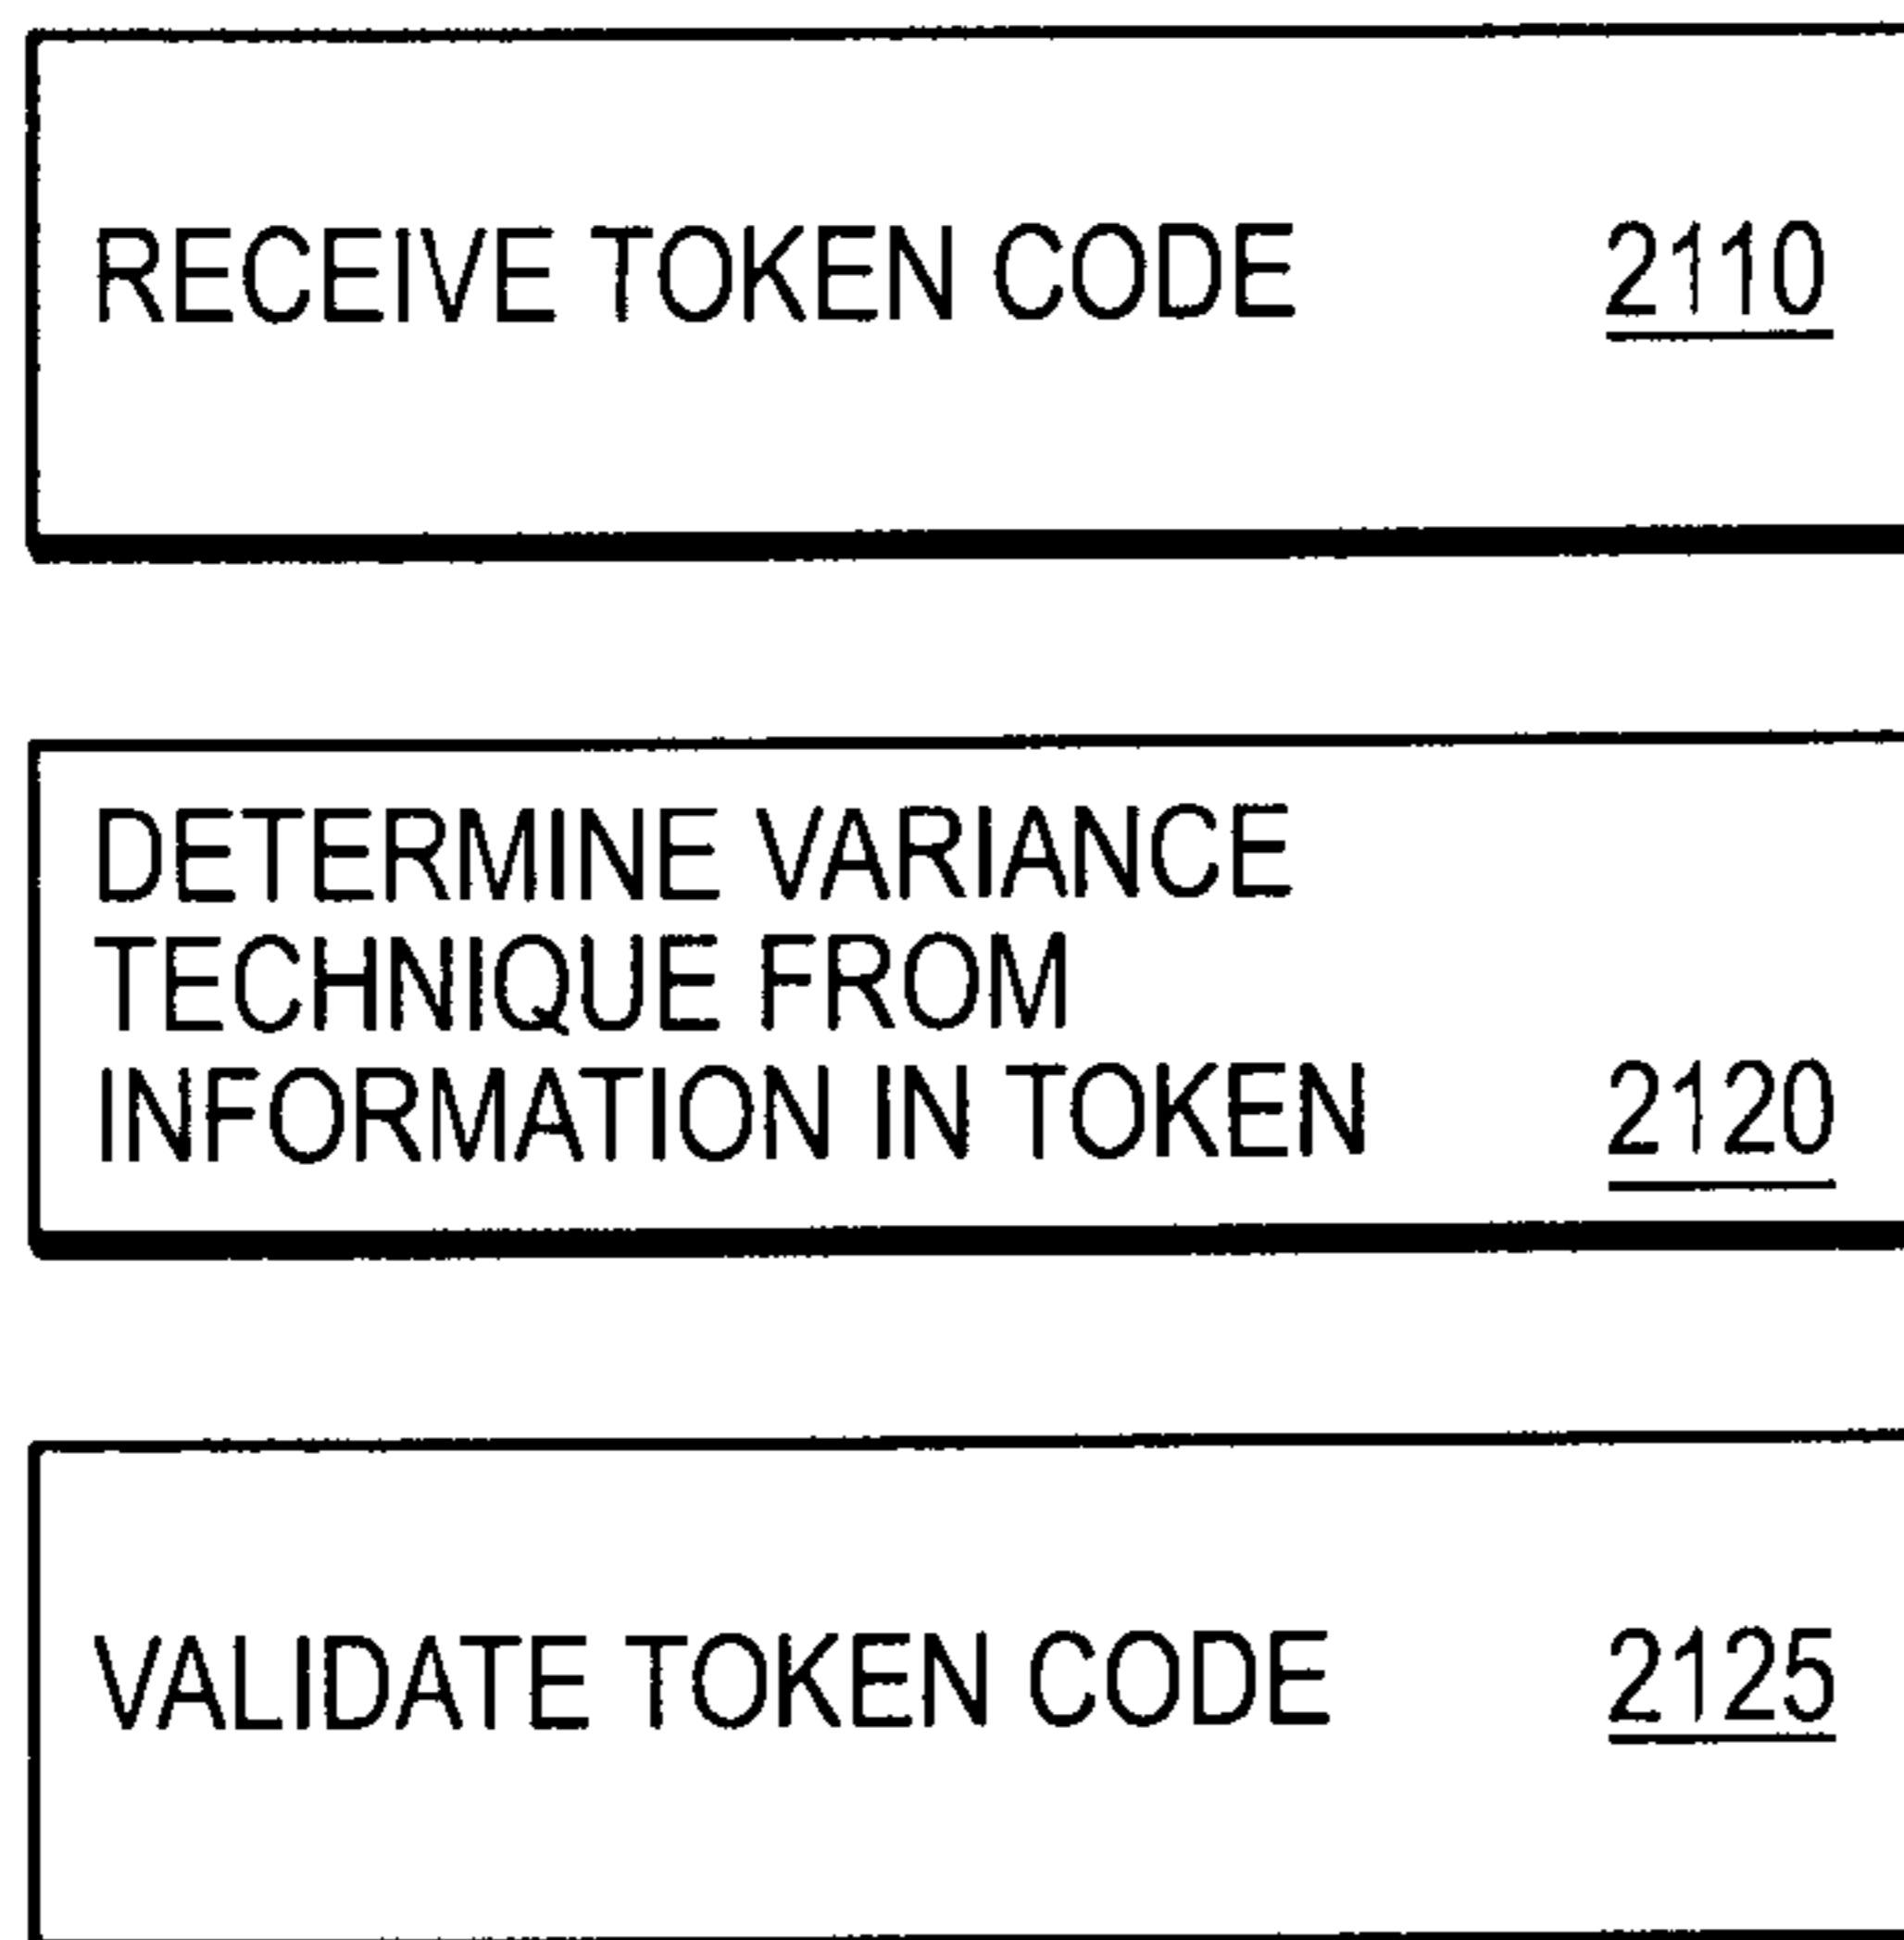 RECEIVE TOKEN CODE 2110
DETERMINE VARIANCE
TECHNIQUE FROM
INFORMATION IN TOKEN 2120
VALIDATE TOKEN CODE 2125